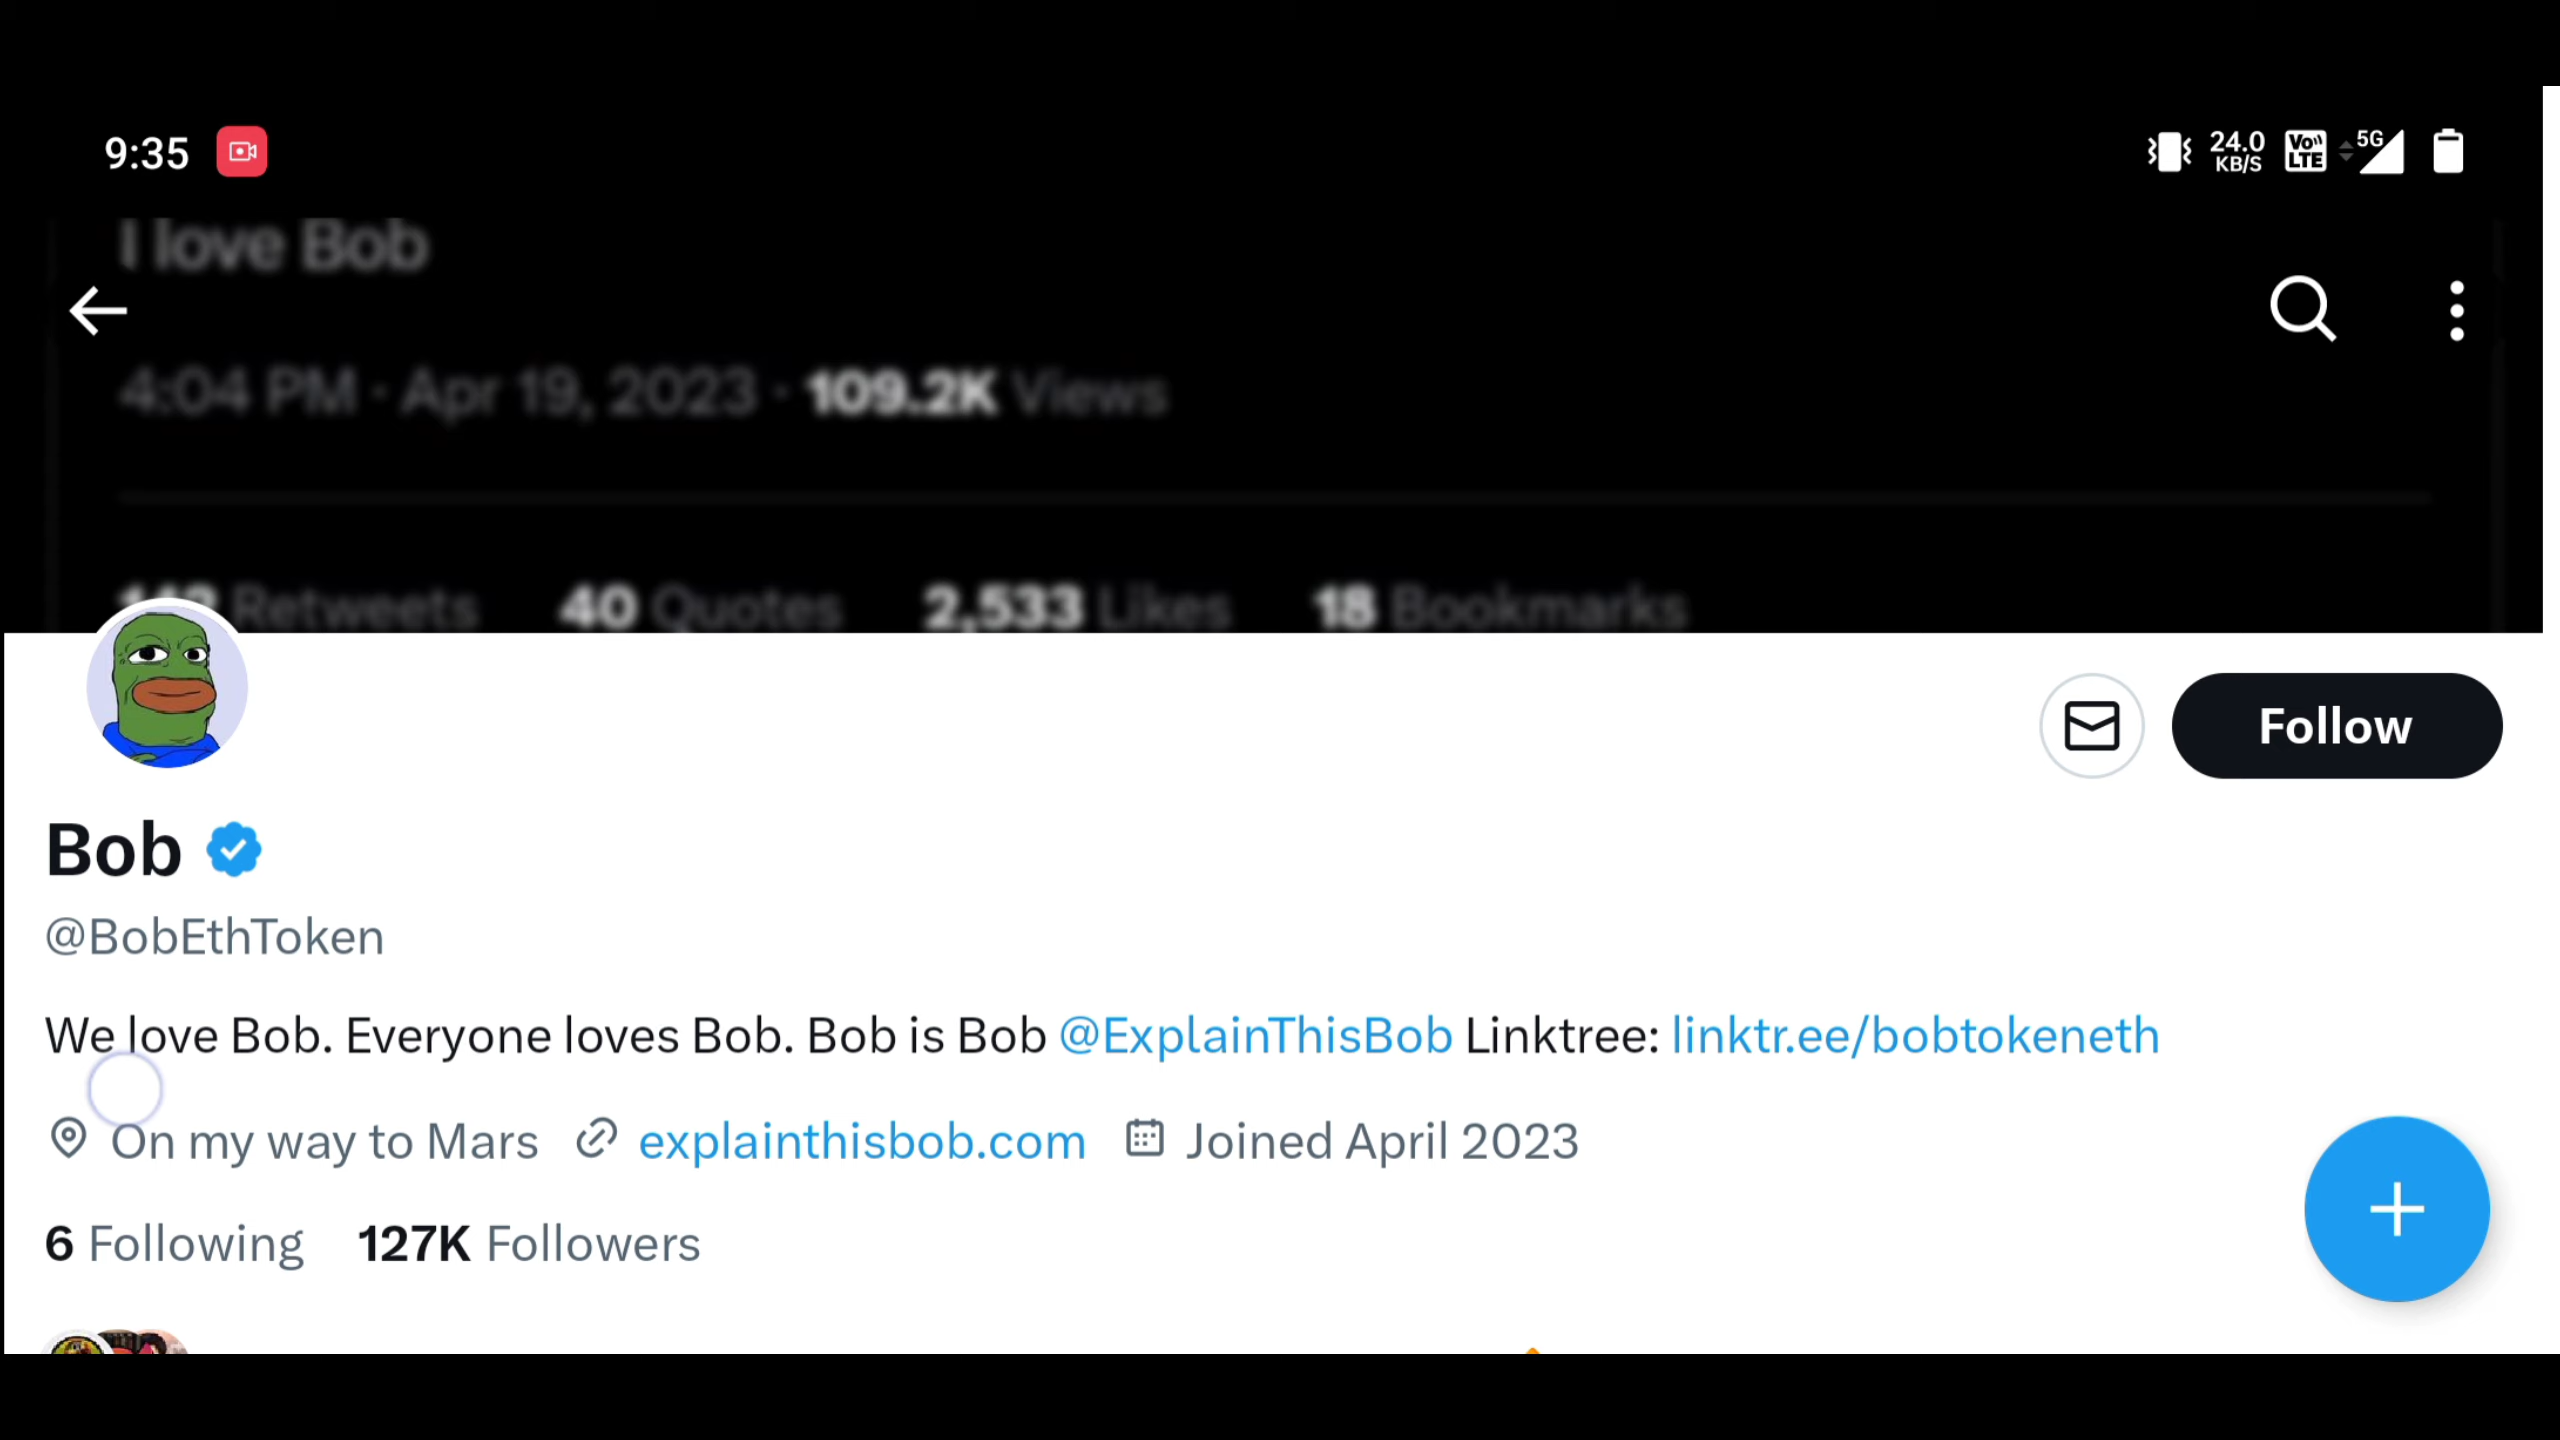 9:35
24.0
KB/S
Vo
LTE
5G
I love Bob
4:04 PM · Apr 19, 2023 · 109.2K Views
Retweets 40 Quotes 2,533 Likes 18 Bookmarks
Follow
Bob
@BobEthToken
We love Bob. Everyone loves Bob. Bob is Bob @ExplainThisBob Linktree: linktr.ee/bobtokeneth
On my way to Mars explainthisbob.com Joined April 2023
6 Following 127K Followers